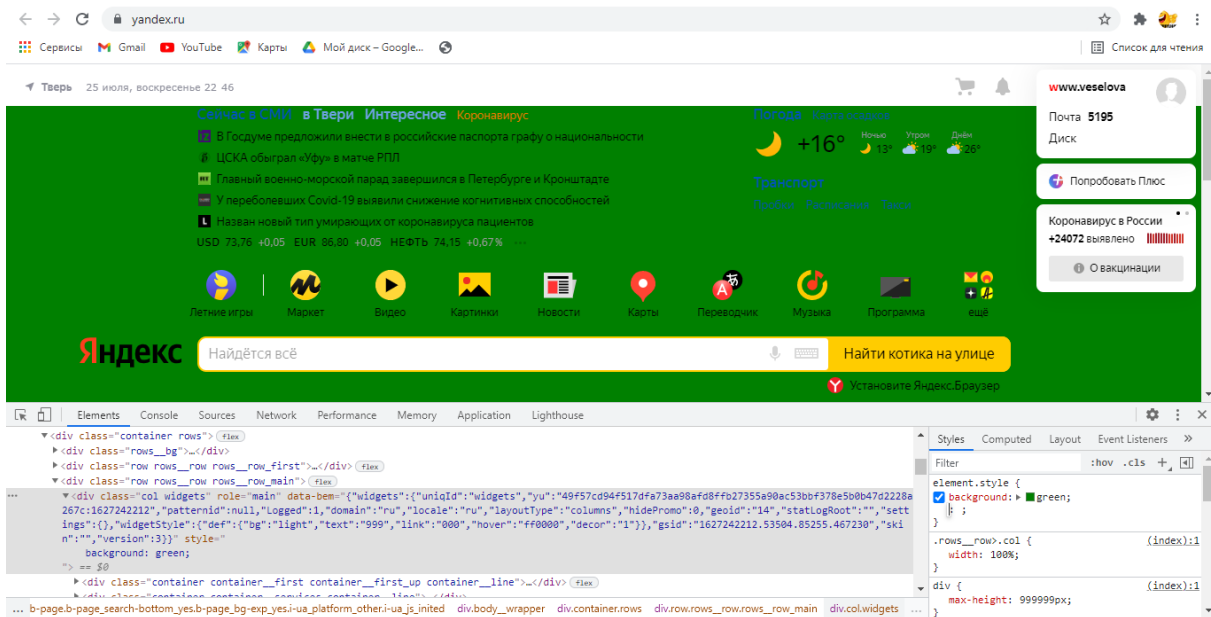 yandex.ru
Сервисы Gmail YouTube Карты Мой диск – Google... Список для чтения
Тверь 25 июля, воскресенье 22 46
www.veselova
Почта 5195
Диск
Попробовать Плюс
Коронавирус в России
+24072 выявлено
О вакцинации
Сейчас в СМИ в Твери Интересное Коронавирус
В Госдуме предложили внести в российские паспорта графу о национальности
ЦСКА обыграл «Уфу» в матче РПЛ
Главный военно-морской парад завершился в Петербурге и Кронштадте
У переболевших Covid-19 выявили снижение когнитивных способностей
Назван новый тип умирающих от коронавируса пациентов
USD 73,76 +0,05 EUR 86,80 +0,05 НЕФТЬ 74,15 +0,67% ...
Погода Карта осадков
+16° Ночью 13° Утром +19° Днём +26°
Транспорт
Пробки Расписание Такси
Летние игры Маркет Видео Картинки Новости Карты Переводчик Музыка Программа ещё
Яндекс Найдётся всё Найти котика на улице
Установите Яндекс.Браузер
Elements Console Sources Network Performance Memory Application Lighthouse
▼<div class="container rows"> flex
▶<div class="rows__bg">…</div>
▶<div class="row rows__row rows__row_first">…</div> flex
▼<div class="row rows__row rows__row_main"> flex
▼<div class="col widgets" role="main" data-bem="{"widgets":{"uniqId":"widgets","yu":"49f57cd94f517dfa73aa98afd8ffb27355a90ac53bbf378e5b0b47d2228a
267c:1627242212","patternid":null,"Logged":1,"domain":"ru","locale":"ru","layoutType":"columns","hidePromo":0,"geoid":"14","statLogRoot":"","sett
ings":{},"widgetStyle":{"def":{"bg":"light","text":"999","link":"000","hover":"ff0000","decor":"1"}},"gsid":"1627242212.53504.85255.467230","ski
n":"","version":3}}" style="
background: green;
"> == $0
▶<div class="container container__first container__first_up container__line">…</div> flex
... b-page.b-page_search-bottom_yes.b-page_bg-exp_yes.i-ua_platform_other.i-ua_js_inited div.body__wrapper div.container.rows div.row.rows__row.rows__row_main div.col.widgets ...
Styles Computed Layout Event Listeners »
Filter :hov .cls +
element.style {
background: ▶ green;
: ;
}
.rows__row>.col { (index):1
width: 100%;
}
div { (index):1
max-height: 999999px;
}